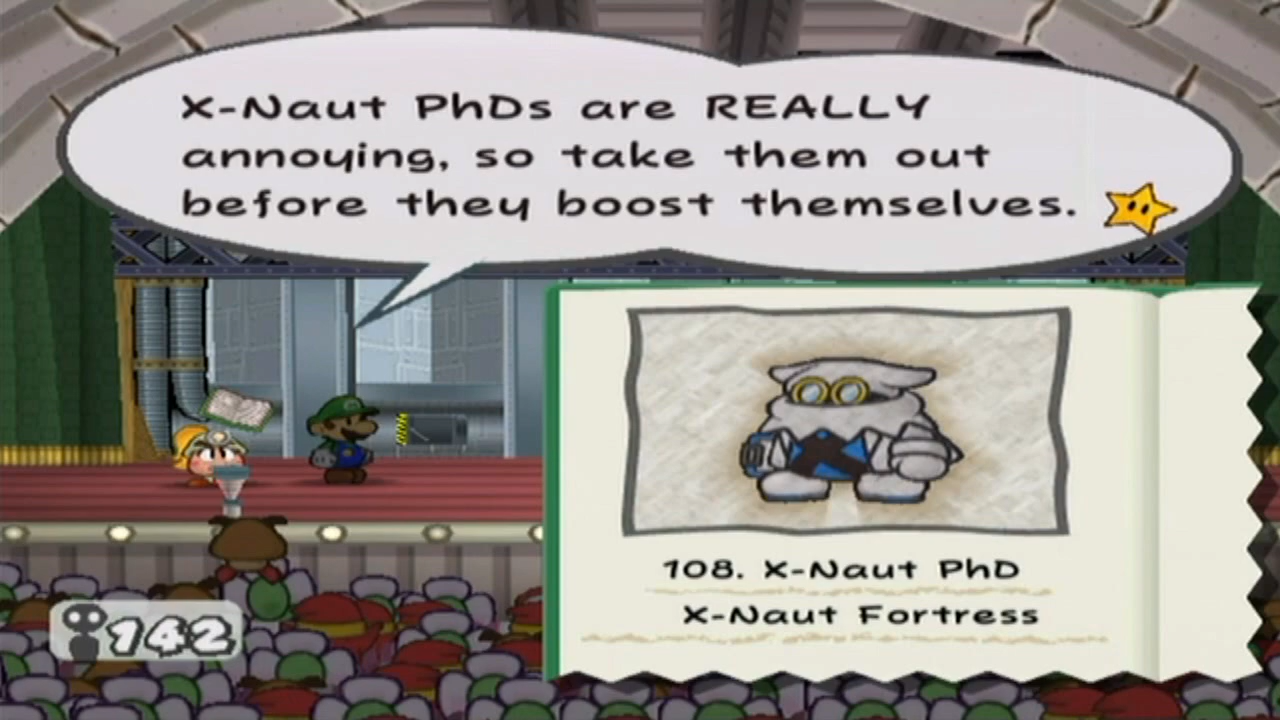 X-Naut PhDs are REALLY
annoying, so take them out
before they boost themselves.
108. X-Naut PhD
X-Naut Fortress
142